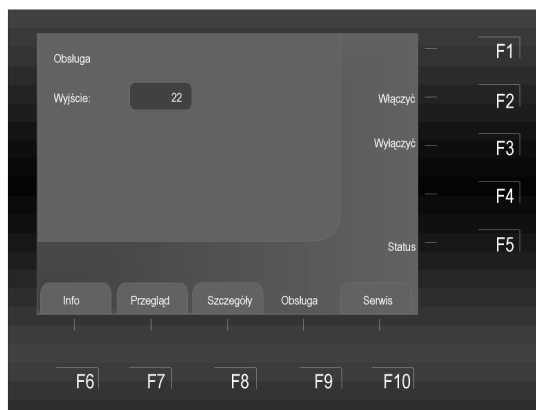 Obsługa
F1
Wyjście: 22
Włączyć
F2
Wyłączyć
F3
F4
Status
F5
Info Przegląd Szczegóły Obsługa Serwis
F6 F7 F8 F9 F10